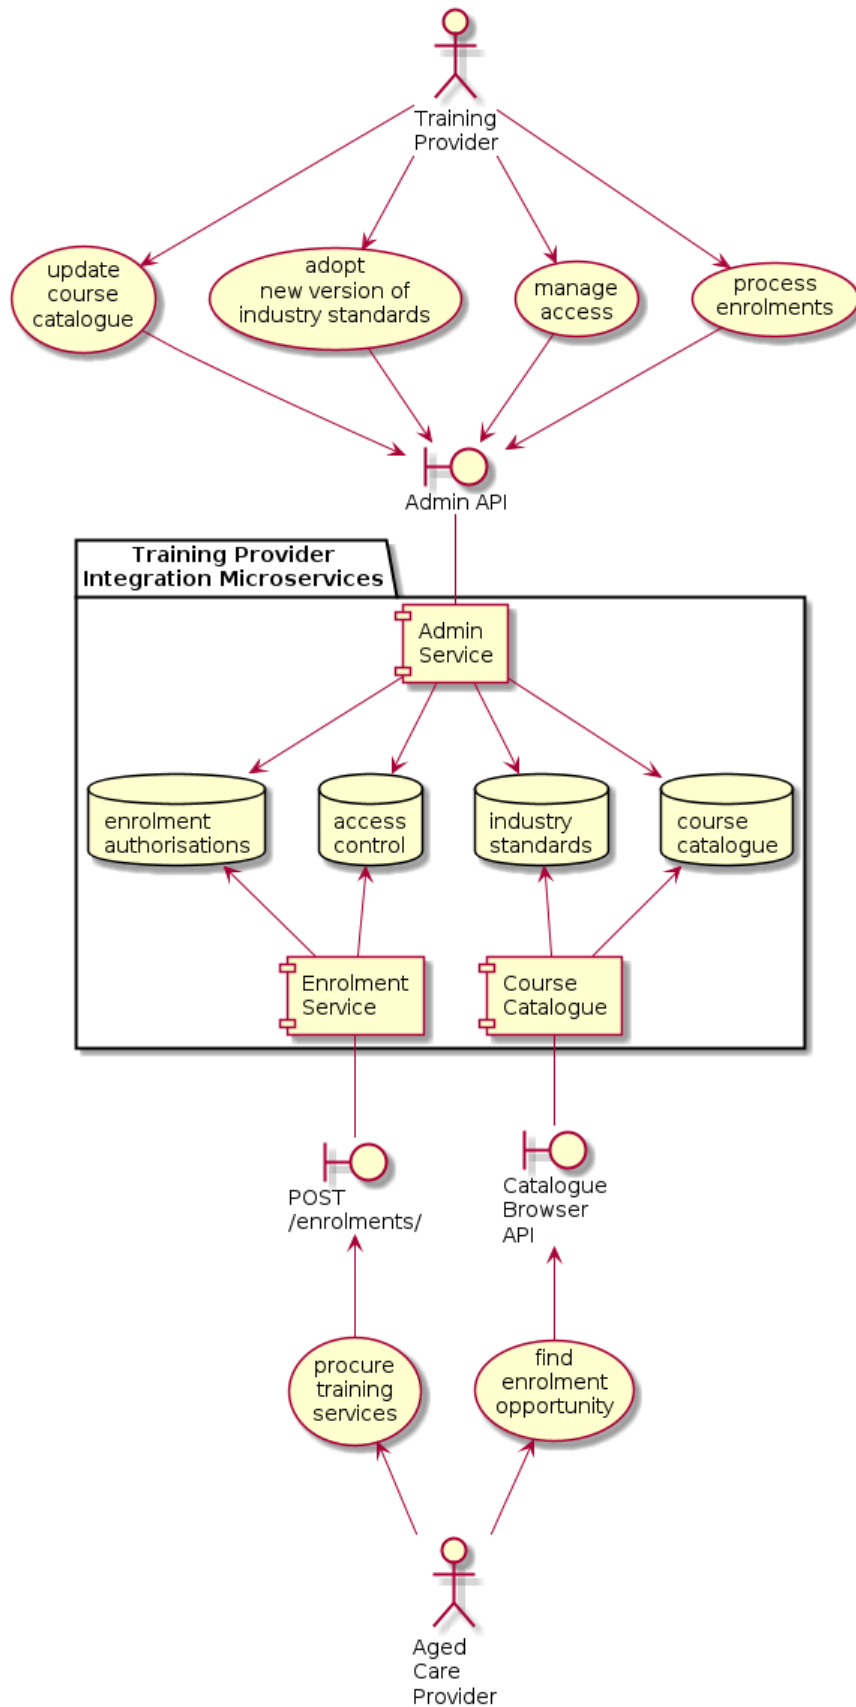 Training
Provider
update
course
catalogue
adopt
new version of
industry standards
manage
access
process
enrolments
Admin API
Training Provider
Integration Microservices
Admin
Service
enrolment
authorisations
access
control
industry
standards
course
catalogue
Enrolment
Service
Course
Catalogue
POST
/enrolments/
Catalogue
Browser
API
procure
training
services
find
enrolment
opportunity
Aged
Care
Provider